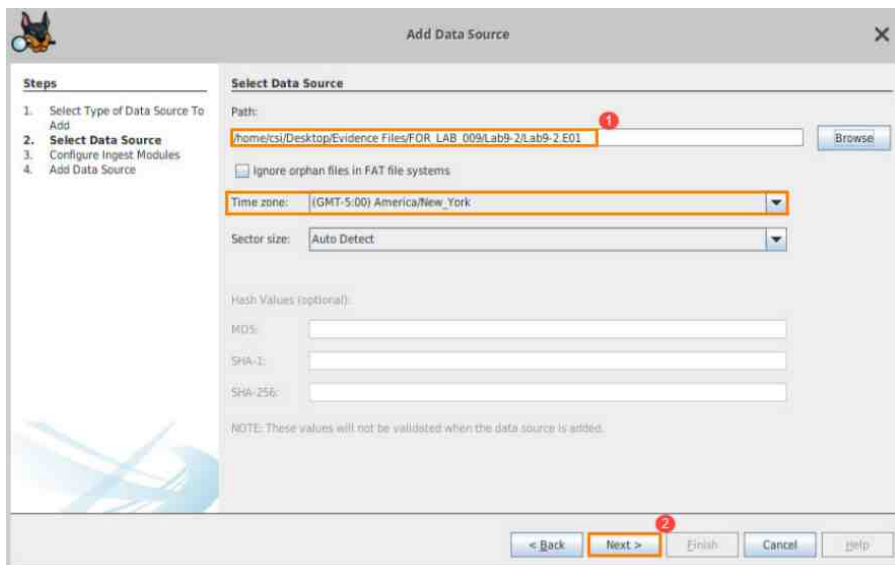 Add Data Source
Steps
1. Select Type of Data Source To
Add
2. Select Data Source
3. Configure Ingest Modules
4. Add Data Source
Select Data Source
Path:
1
/home/csi/Desktop/Evidence Files/FOR_LAB_009/Lab9-2/Lab9-2.E01
Browse
Ignore orphan files in FAT file systems
Time zone: (GMT-5:00) America/New_York
Sector size: Auto Detect
Hash Values (optional):
MD5:
SHA-1:
SHA-256:
NOTE: These values will not be validated when the data source is added.
2
< Back Next > Finish Cancel Help